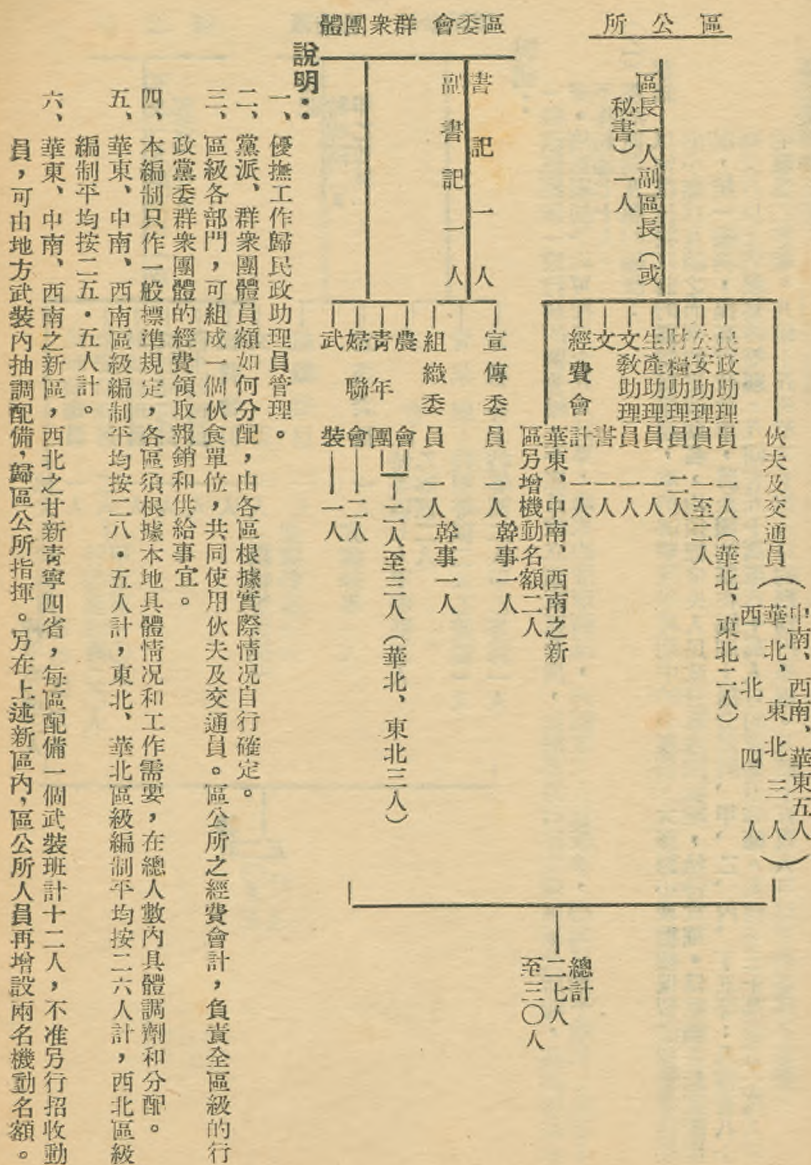 區公所
區長一人副區長（或
秘書）一人
伙夫及交通員（中南、西南、華東五人
華北、東北三人
西北四人）
民政助理員一人（華北、東北二人）
公安助理員一至二人
財糧助理員二人
生產助理員一人
文敎助理員一人
文書一人
經費會計一人
華東、中南、西南之新
區另增機動名額二人
區委會
書記一人
副書記一人
宣傳委員一人幹事一人
組織委員一人幹事一人
群衆團體
農會
青年團
二人至三人（華北、東北三人）
婦聯會二人
武裝一人
總計
二七人
至三〇人
說明：
一、優撫工作歸民政助理員管理。
二、黨派、群衆團體員額如何分配，由各區根據實際情况自行確定。
三、區級各部門，可組成一個伙食單位，共同使用伙夫及交通員。區公所之經費會計，負責全區級的行
政黨委群衆團體的經費領取報銷和供給事宜。
四、本編制只作一般標準規定，各區須根據本地具體情况和工作需要，在總人數內具體調劑和分配。
五、華東、中南、西南區級編制平均按二八·五人計，東北、華北區級編制平均按二六人計，西北區級
編制平均按二五·五人計。
六、華東、中南、西南之新區，西北之甘新青寧四省，每區配備一個武裝班計十二人，不准另行招收動
員，可由地方武裝內抽調配備，歸區公所指揮。另在上述新區內，區公所人員再增設兩名機動名額。